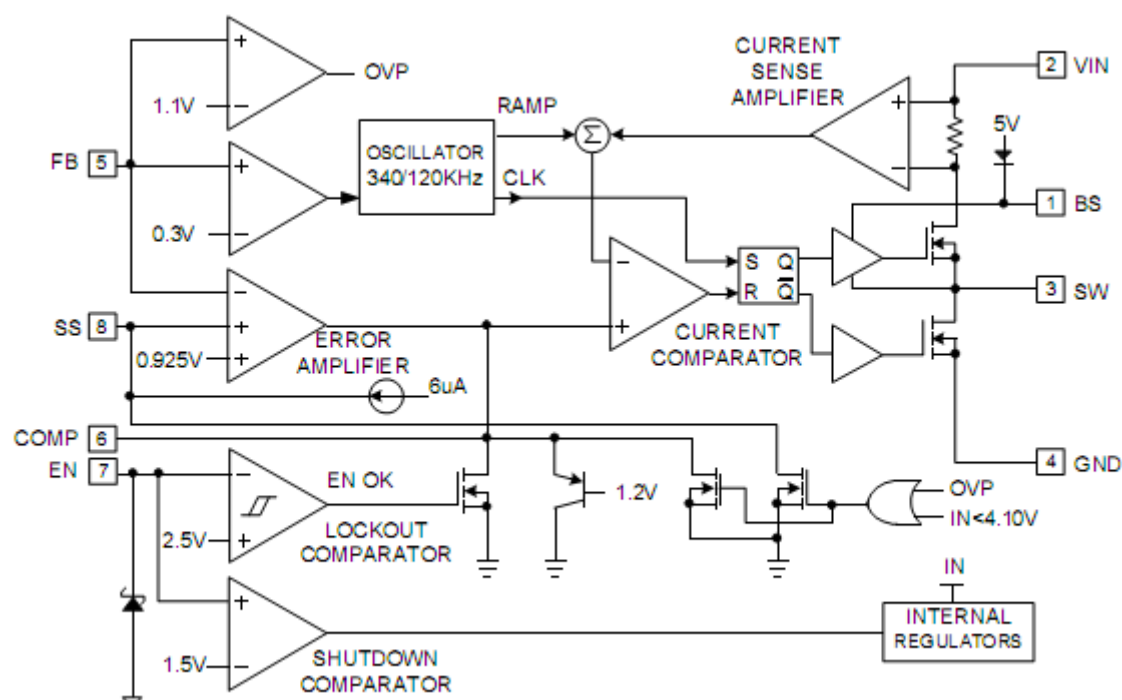 CURRENT
SENSE
AMPLIFIER
+
-
2 VIN
+
-
OVP
1.1V
RAMP
Σ
5V
FB 5
+
-
0.3V
OSCILLATOR
340/120KHz
CLK
1 BS
S Q
R Q̅
-
+
CURRENT
COMPARATOR
3 SW
SS 8
-
+
+
0.925V
ERROR
AMPLIFIER
6uA
COMP 6
EN 7
4 GND
-
+
2.5V
EN OK
LOCKOUT
COMPARATOR
1.2V
OVP
IN<4.10V
IN
INTERNAL
REGULATORS
+
-
1.5V
SHUTDOWN
COMPARATOR